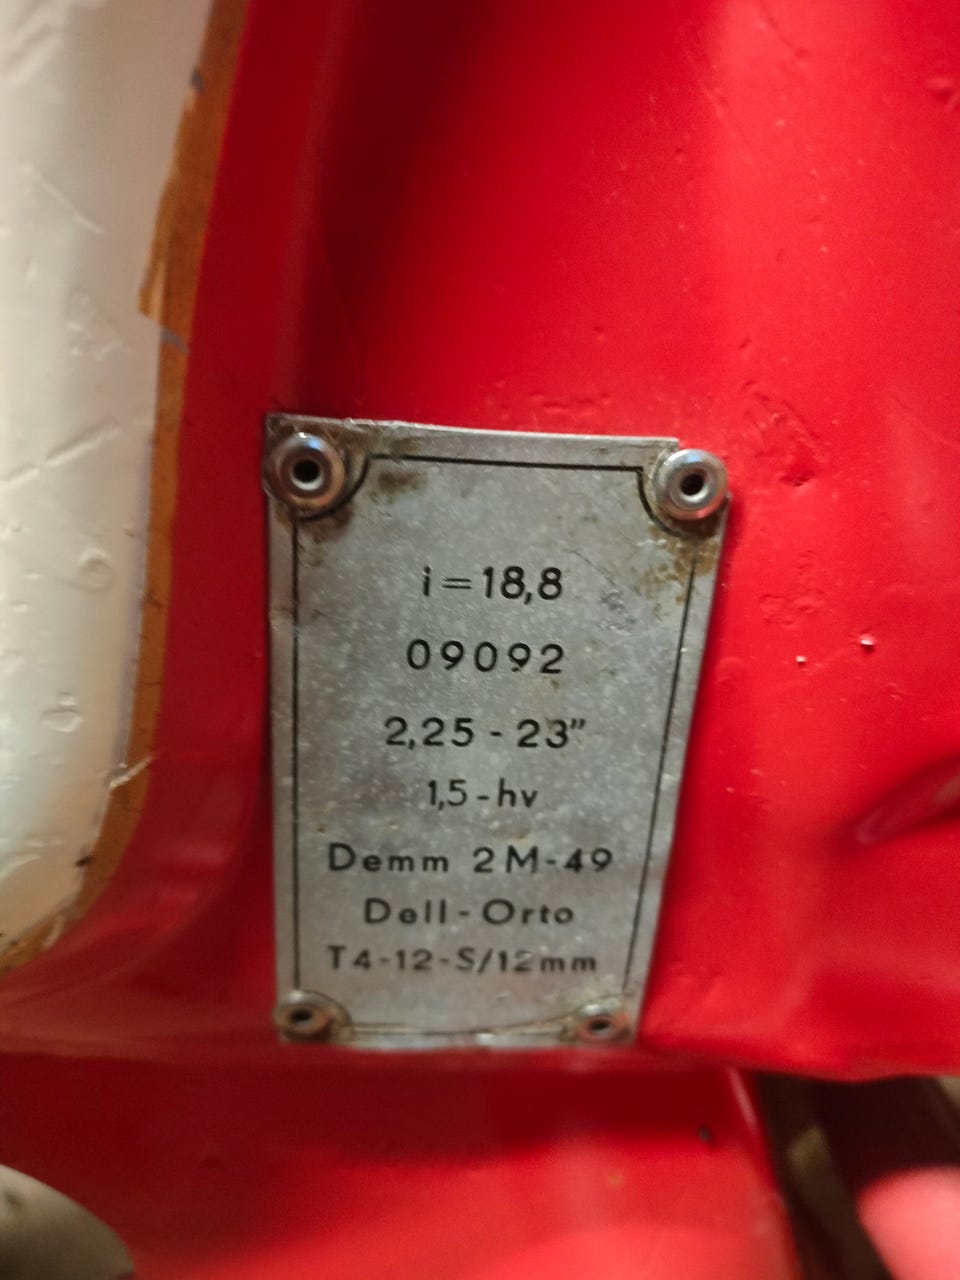 i = 18,8
09092
2,25 - 23"
1,5 - hv
Demm 2M-49
Dell-Orto
T4-12-S/12mm